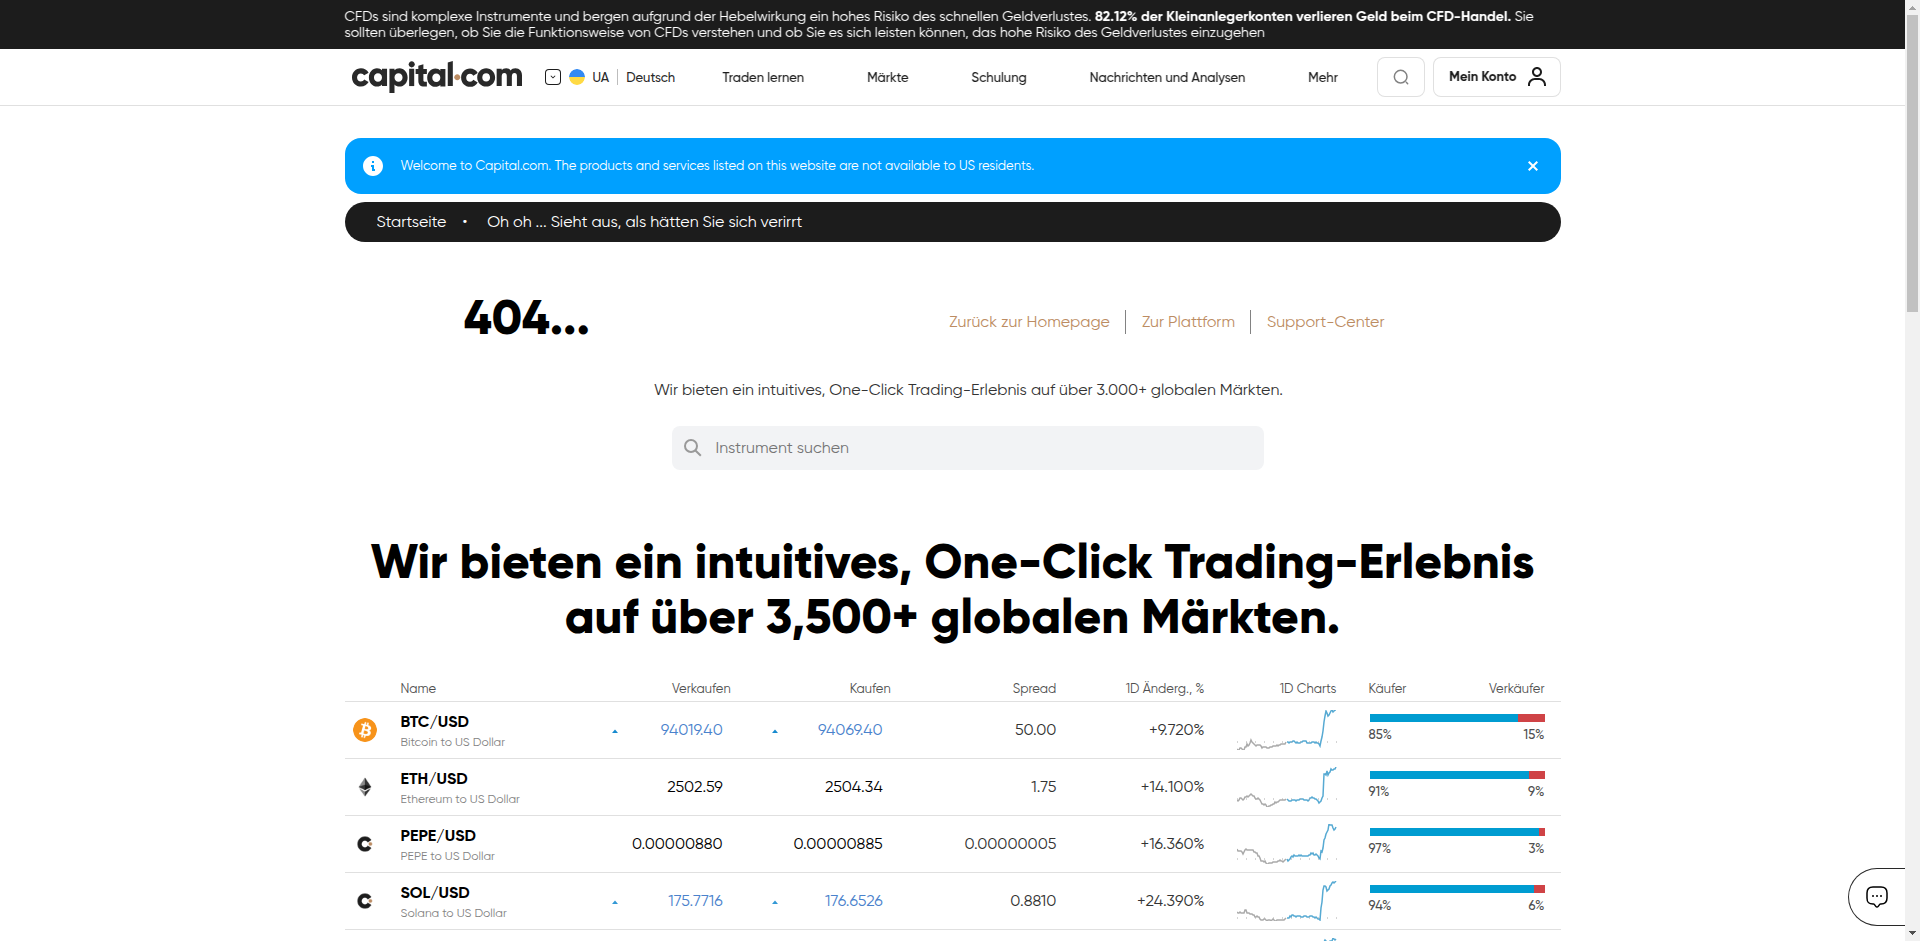 CFDs sind komplexe Instrumente und bergen aufgrund der Hebelwirkung ein hohes Risiko des schnellen Geldverlustes. 82.12% der Kleinanlegerkonten verlieren Geld beim CFD-Handel. Sie
sollten überlegen, ob Sie die Funktionsweise von CFDs verstehen und ob Sie es sich leisten können, das hohe Risiko des Geldverlustes einzugehen
capital.com UA Deutsch Traden lernen Märkte Schulung Nachrichten und Analysen Mehr Mein Konto
Welcome to Capital.com. The products and services listed on this website are not available to US residents.
Startseite • Oh oh ... Sieht aus, als hätten Sie sich verirrt
404...
Zurück zur Homepage Zur Plattform Support-Center
Wir bieten ein intuitives, One-Click Trading-Erlebnis auf über 3.000+ globalen Märkten.
Instrument suchen
Wir bieten ein intuitives, One-Click Trading-Erlebnis
auf über 3,500+ globalen Märkten.
Name Verkaufen Kaufen Spread 1D Änderg., % 1D Charts Käufer Verkäufer
BTC/USD 94019.40 94069.40 50.00 +9.720% 85% 15%
Bitcoin to US Dollar
ETH/USD 2502.59 2504.34 1.75 +14.100% 91% 9%
Ethereum to US Dollar
PEPE/USD 0.00000880 0.00000885 0.00000005 +16.360% 97% 3%
PEPE to US Dollar
SOL/USD 175.7716 176.6526 0.8810 +24.390% 94% 6%
Solana to US Dollar